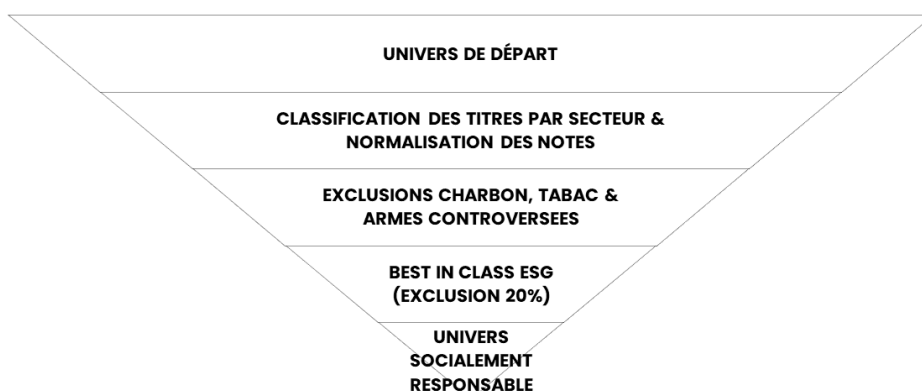 UNIVERS DE DÉPART
CLASSIFICATION DES TITRES PAR SECTEUR &
NORMALISATION DES NOTES
EXCLUSIONS CHARBON, TABAC &
ARMES CONTROVERSEES
BEST IN CLASS ESG
(EXCLUSION 20%)
UNIVERS
SOCIALEMENT
RESPONSABLE